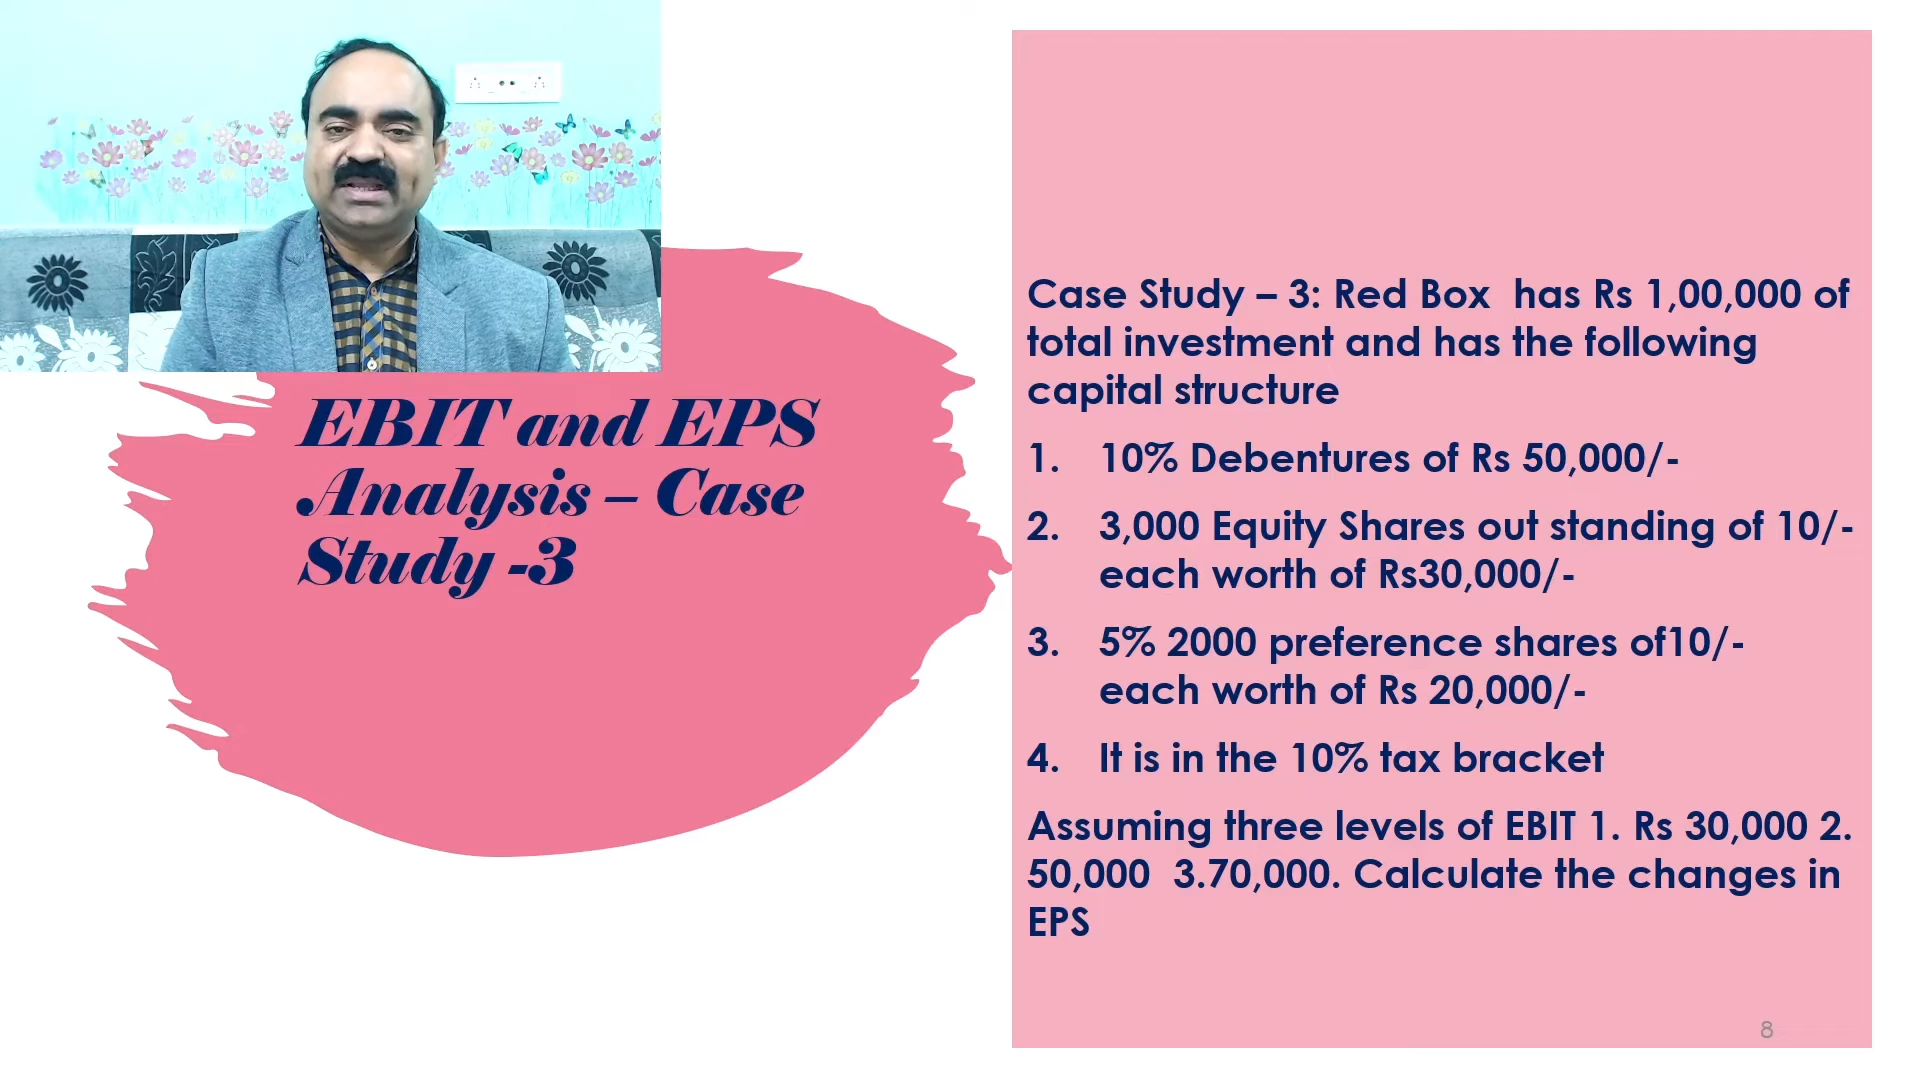 EBIT and EPS
Analysis – Case
Study -3
Case Study – 3: Red Box  has Rs 1,00,000 of
total investment and has the following
capital structure
1. 10% Debentures of Rs 50,000/-
2. 3,000 Equity Shares out standing of 10/-
each worth of Rs30,000/-
3. 5% 2000 preference shares of10/-
each worth of Rs 20,000/-
4. It is in the 10% tax bracket
Assuming three levels of EBIT 1. Rs 30,000 2.
50,000  3.70,000. Calculate the changes in
EPS
8